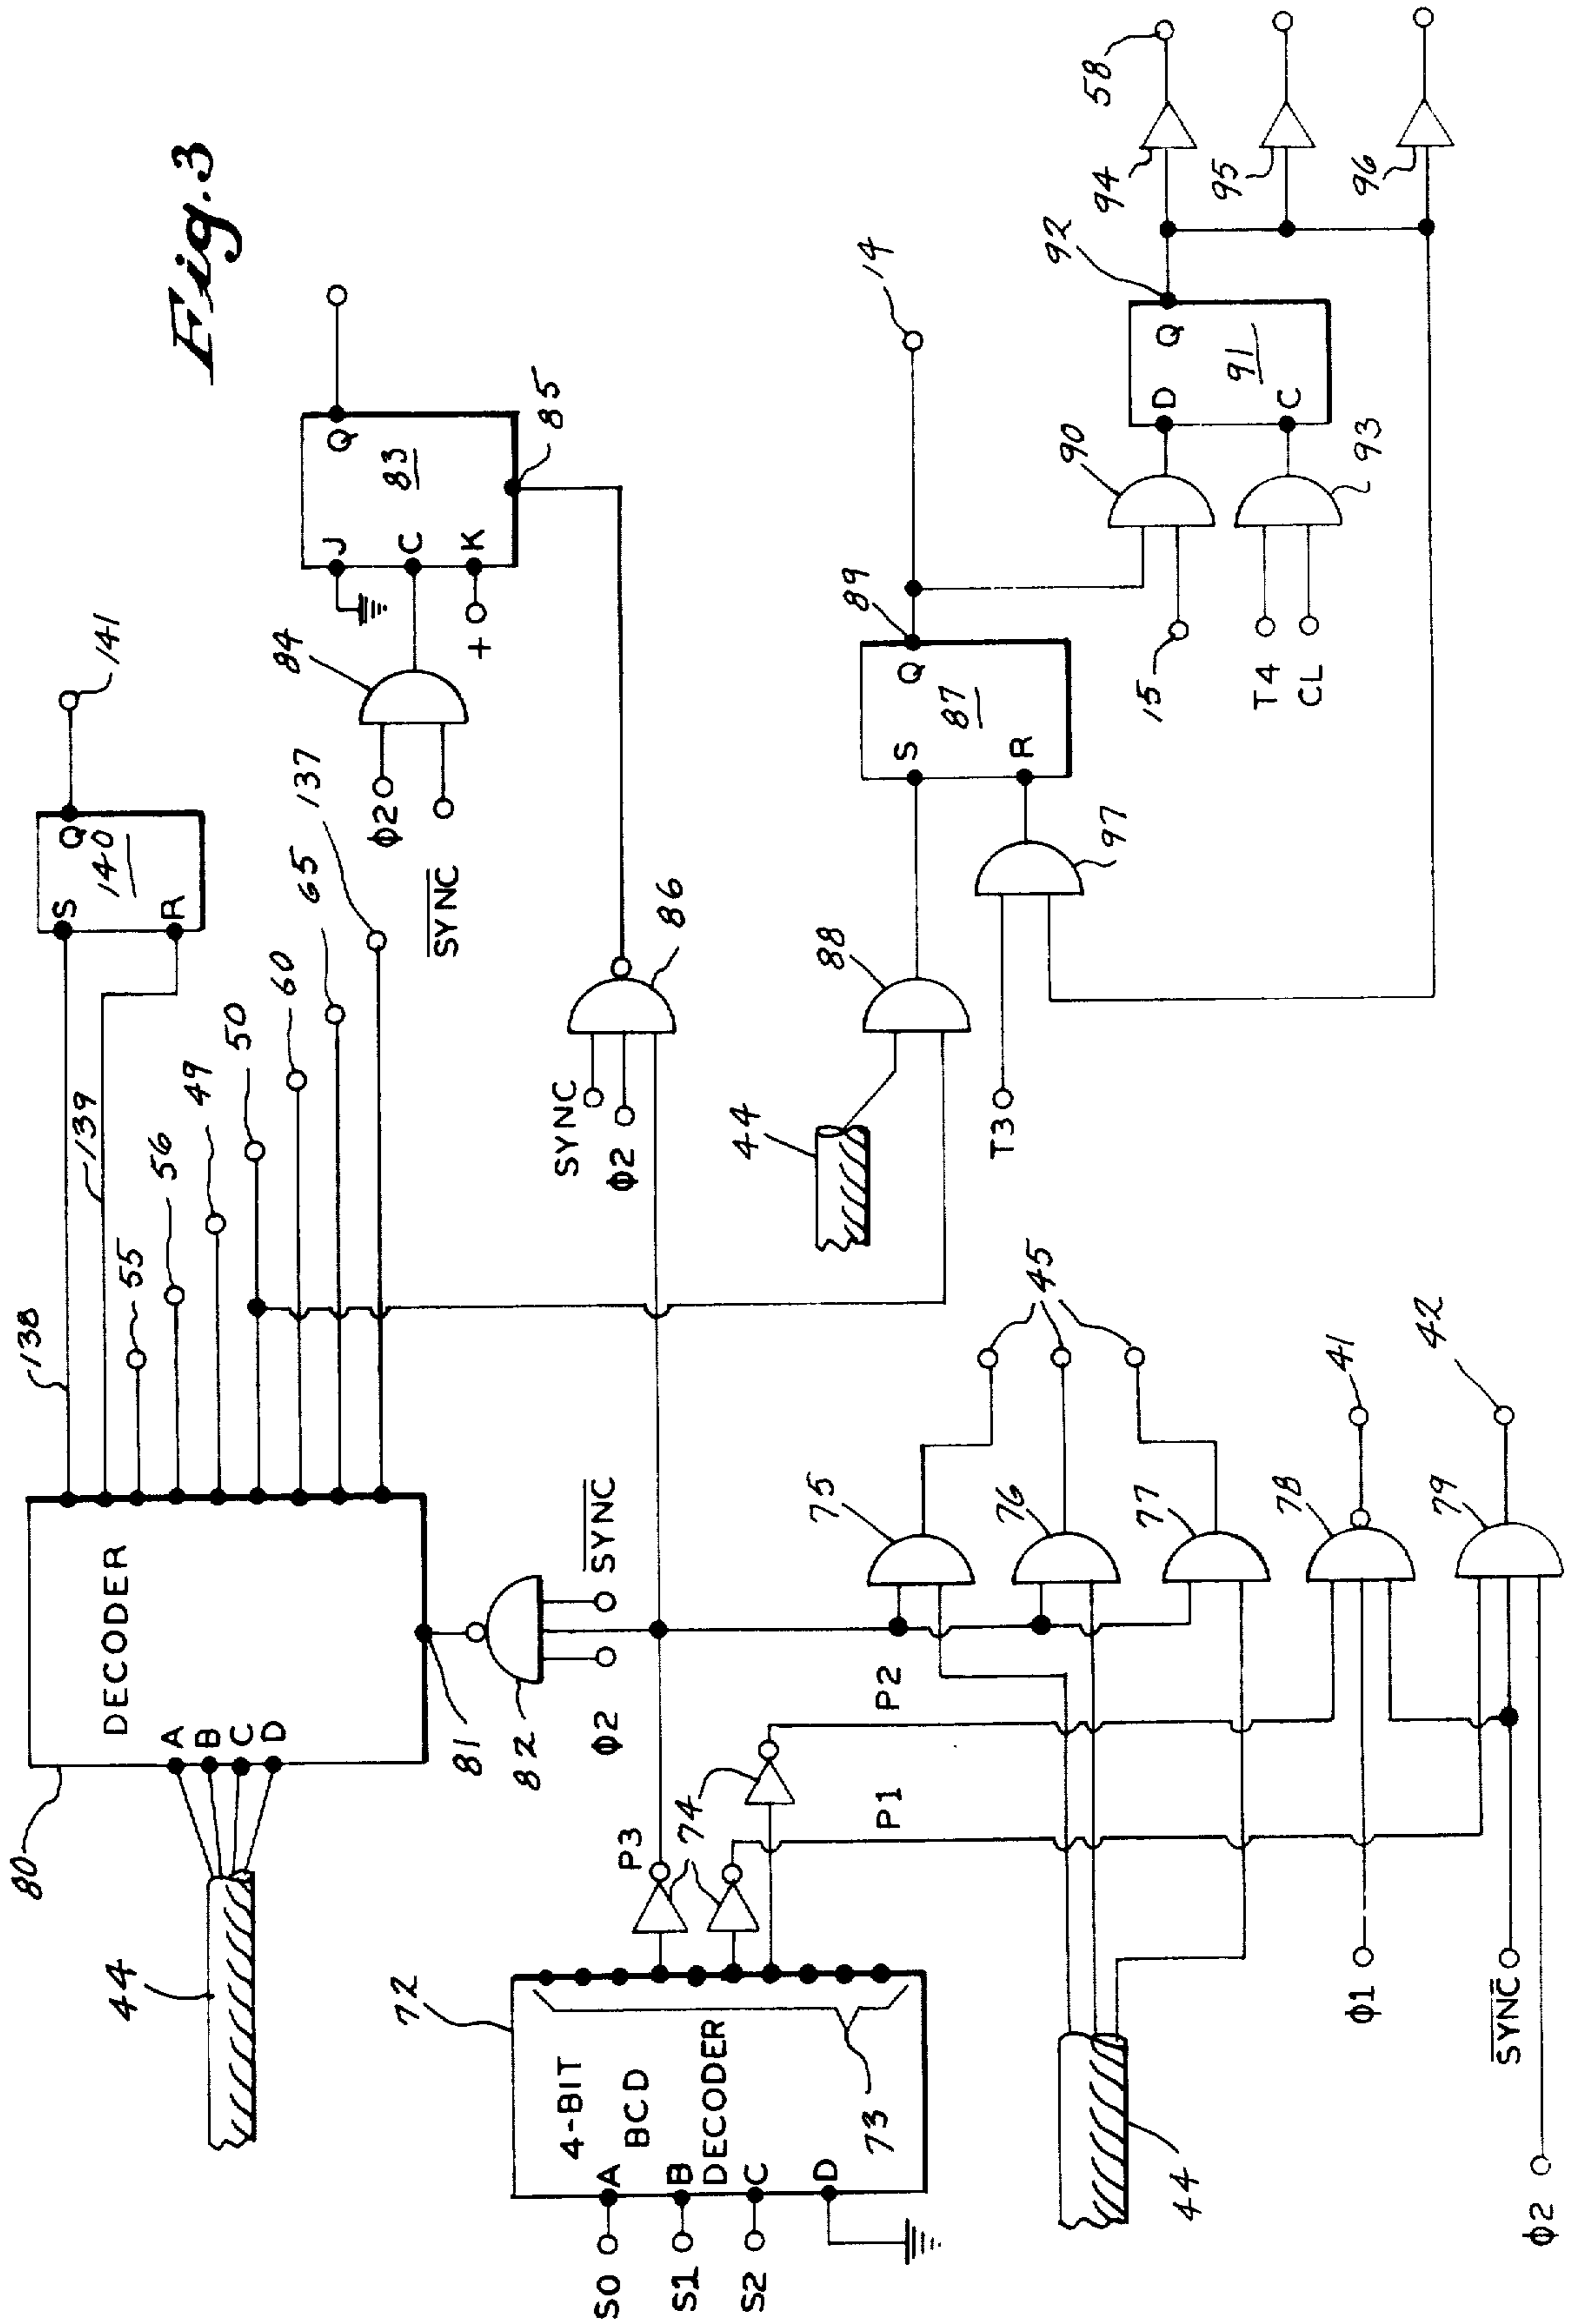 Fig. 3
138
139
S
Q
140
R
141
80
DECODER
A
B
C
D
44
55
56
49
50
60
65
137
81
82
Φ2
SYNC
84
Φ2
SYNC
J
Q
83
C
K
+
85
SYNC
Φ2
86
72
4-BIT
BCD
DECODER
A
B
C
D
S0
S1
S2
73
P3
74
P1
P2
44
88
S
Q
87
R
89
14
T3
97
15
90
T4
CL
93
D
Q
91
C
92
94
58
95
96
75
76
77
45
78
41
79
42
44
Φ1
SYNC
Φ2